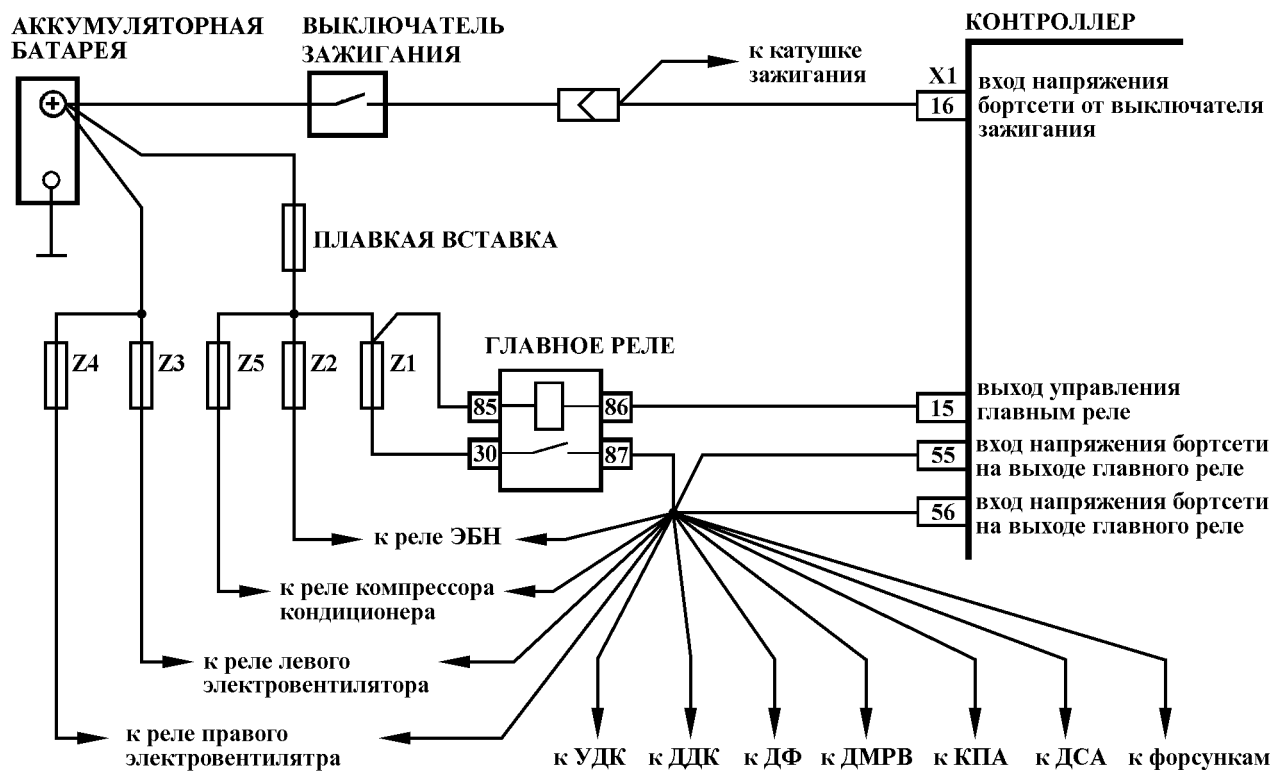 АККУМУЛЯТОРНАЯ
БАТАРЕЯ
ВЫКЛЮЧАТЕЛЬ
ЗАЖИГАНИЯ
к катушке
зажигания
КОНТРОЛЛЕР
X1
16
вход напряжения
бортсети от выключателя
зажигания
ПЛАВКАЯ ВСТАВКА
Z4
Z3
Z5
Z2
Z1
ГЛАВНОЕ РЕЛЕ
85
86
30
87
15
выход управления
главным реле
55
вход напряжения бортсети
на выходе главного реле
56
вход напряжения бортсети
на выходе главного реле
к реле ЭБН
к реле компрессора
кондиционера
к реле левого
электровентилятора
к реле правого
электровентилятра
к УДК
к ДДК
к ДФ
к ДМРВ
к КПА
к ДСА
к форсункам